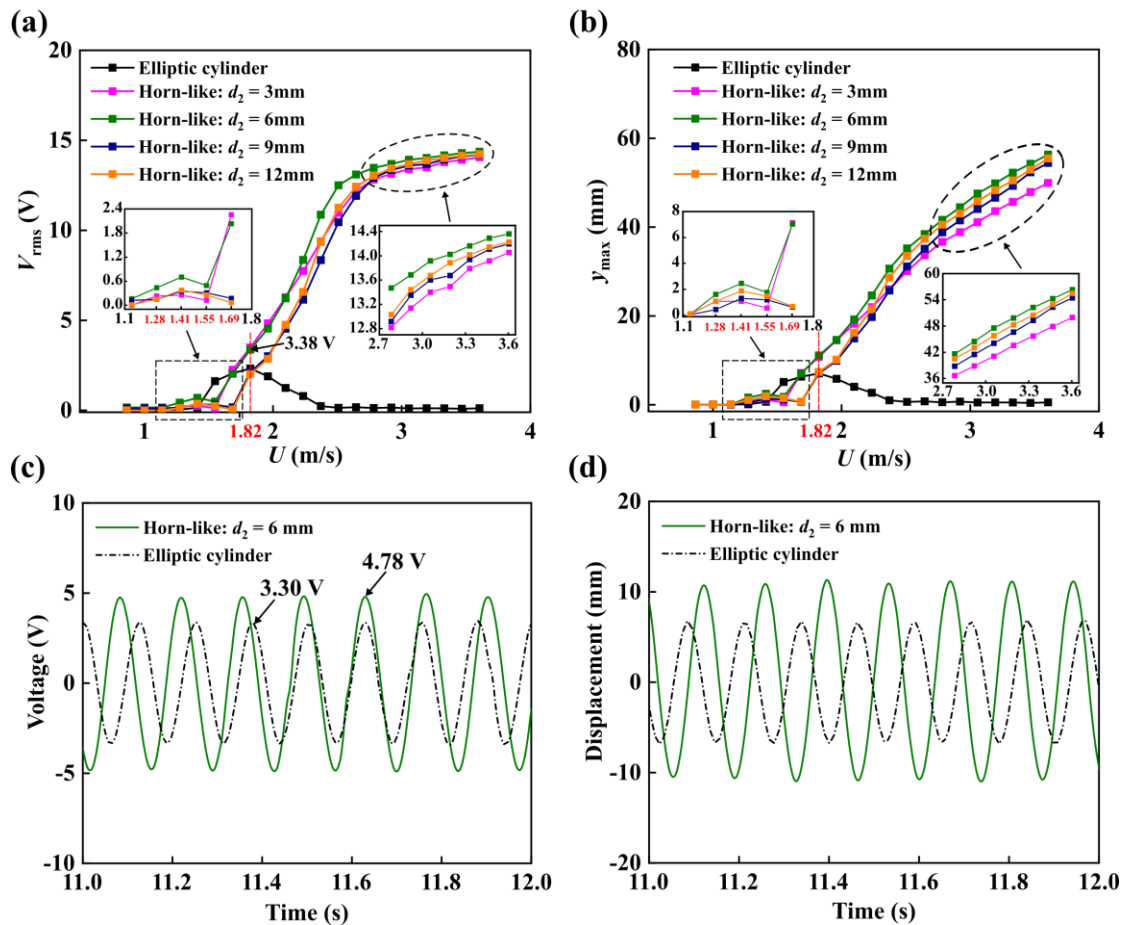 (a)
20
15
10
5
0
Vrms (V)
Elliptic cylinder
Horn-like: d2 = 3mm
Horn-like: d2 = 6mm
Horn-like: d2 = 9mm
Horn-like: d2 = 12mm
2.4
1.8
1.2
0.6
0.0
1.1 1.28 1.41 1.55 1.69 1.8
14.4
14.0
13.6
13.2
12.8
2.7 3.0 3.3 3.6
3.38 V
1.82
1 2 3 4
U (m/s)
(b)
80
60
40
20
0
ymax (mm)
Elliptic cylinder
Horn-like: d2 = 3mm
Horn-like: d2 = 6mm
Horn-like: d2 = 9mm
Horn-like: d2 = 12mm
8
6
4
2
0
1.1 1.28 1.41 1.55 1.69 1.8
60
54
48
42
36
2.7 3.0 3.3 3.6
1.82
1 2 3 4
U (m/s)
(c)
10
5
0
-5
-10
Voltage (V)
Horn-like: d2 = 6 mm
Elliptic cylinder
4.78 V
3.30 V
11.0 11.2 11.4 11.6 11.8 12.0
Time (s)
(d)
20
10
0
-10
-20
Displacement (mm)
Horn-like: d2 = 6 mm
Elliptic cylinder
11.0 11.2 11.4 11.6 11.8 12.0
Time (s)